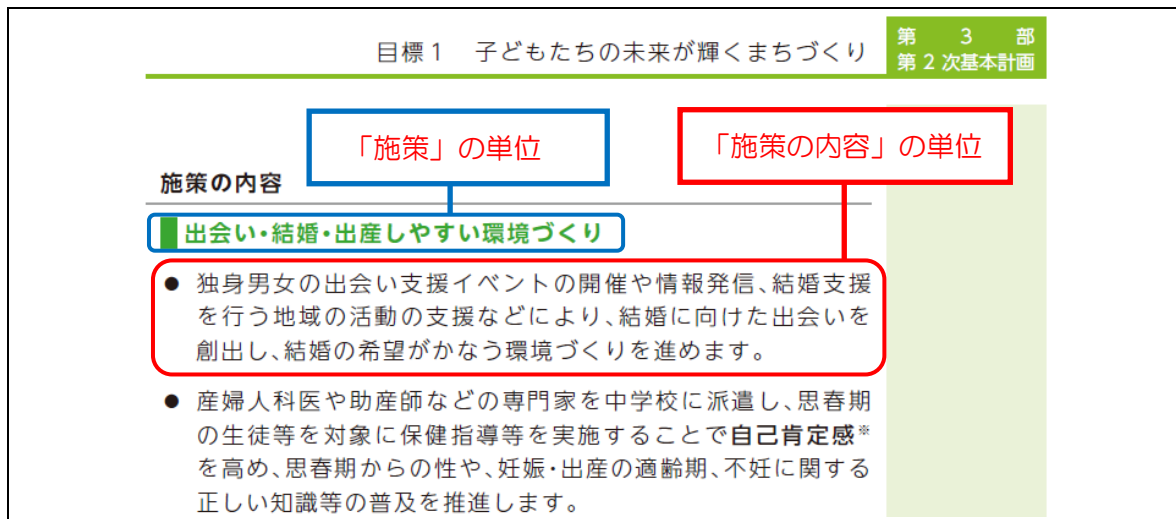 目標1 子どもたちの未来が輝くまちづくり
第3部
第2次基本計画
「施策」の単位
「施策の内容」の単位
施策の内容
出会い・結婚・出産しやすい環境づくり
● 独身男女の出会い支援イベントの開催や情報発信、結婚支援
を行う地域の活動の支援などにより、結婚に向けた出会いを
創出し、結婚の希望がかなう環境づくりを進めます。
● 産婦人科医や助産師などの専門家を中学校に派遣し、思春期
の生徒等を対象に保健指導等を実施することで自己肯定感※
を高め、思春期からの性や、妊娠・出産の適齢期、不妊に関する
正しい知識等の普及を推進します。